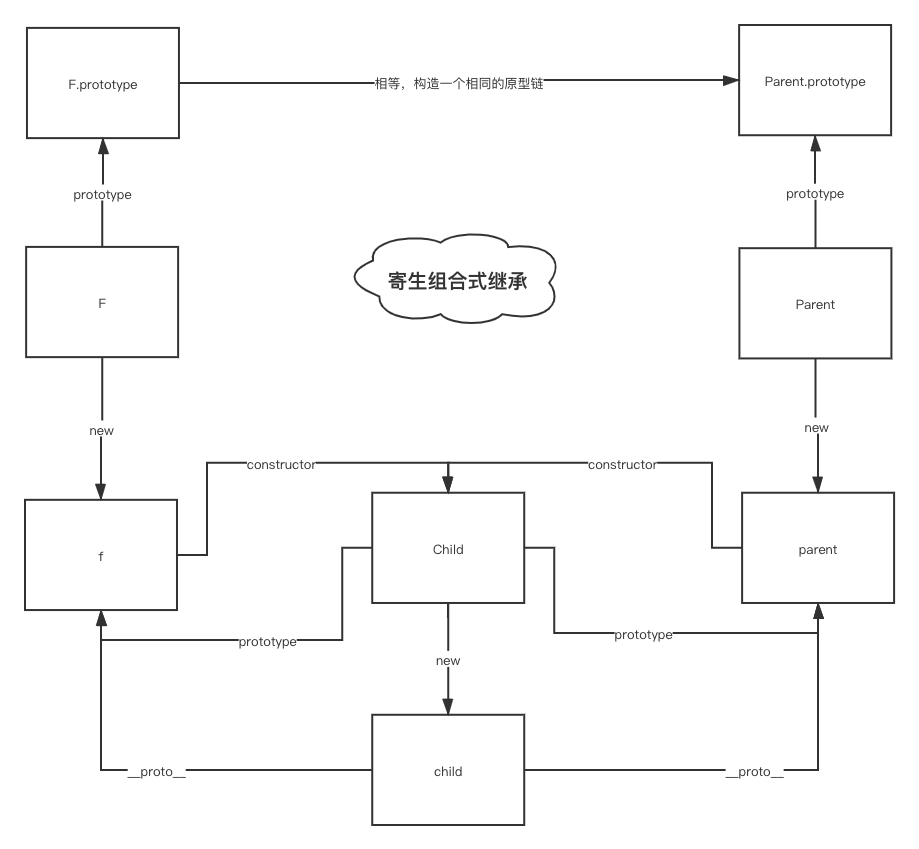 F.prototype
相等，构造一个相同的原型链
Parent.prototype
prototype
prototype
寄生组合式继承
F
Parent
new
new
constructor
constructor
f
Child
parent
prototype
prototype
new
__proto__
child
__proto__